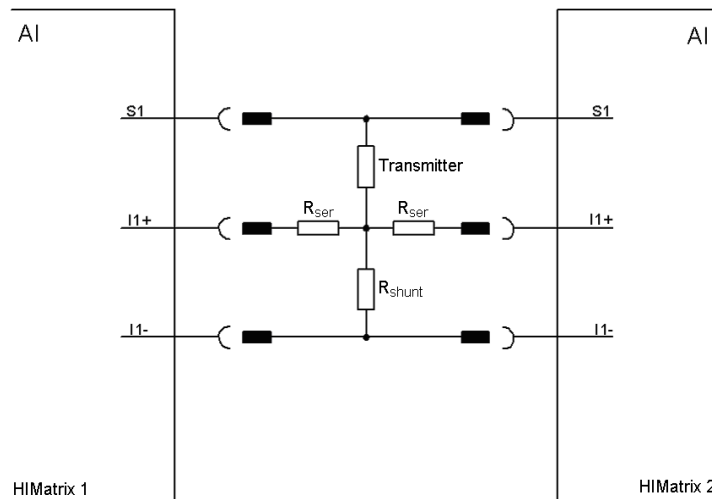 AI AI
S1 S1
Transmitter
Rser Rser
I1+ I1+
Rshunt
I1- I1-
HIMatrix 1 HIMatrix 2